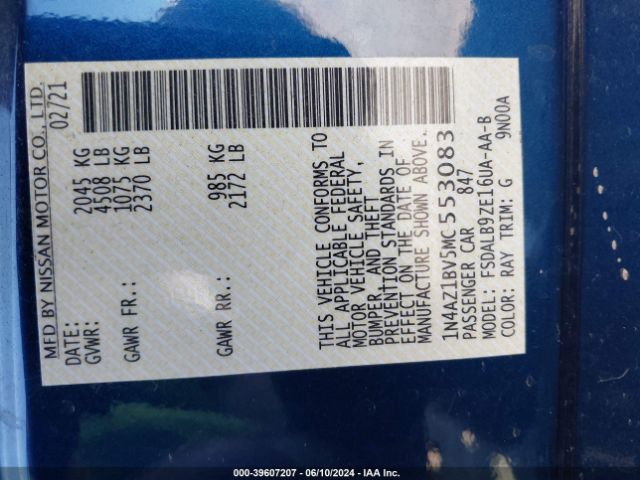 MFD BY NISSAN MOTOR CO., LTD.
DATE: 02/21
GVWR: 2045 KG
4508 LB
GAWR FR.: 1075 KG
2370 LB
GAWR RR.: 985 KG
2172 LB
THIS VEHICLE CONFORMS TO
ALL APPLICABLE FEDERAL
MOTOR VEHICLE SAFETY,
BUMPER, AND THEFT
PREVENTION STANDARDS IN
EFFECT ON THE DATE OF
MANUFACTURE SHOWN ABOVE.
1N4AZ1BV5MC553083
PASSENGER CAR 847
MODEL: FSDALB9ZE16UA-AA-B
COLOR: RAY TRIM: G 9N00A
000-39607207 - 06/10/2024 - IAA Inc.